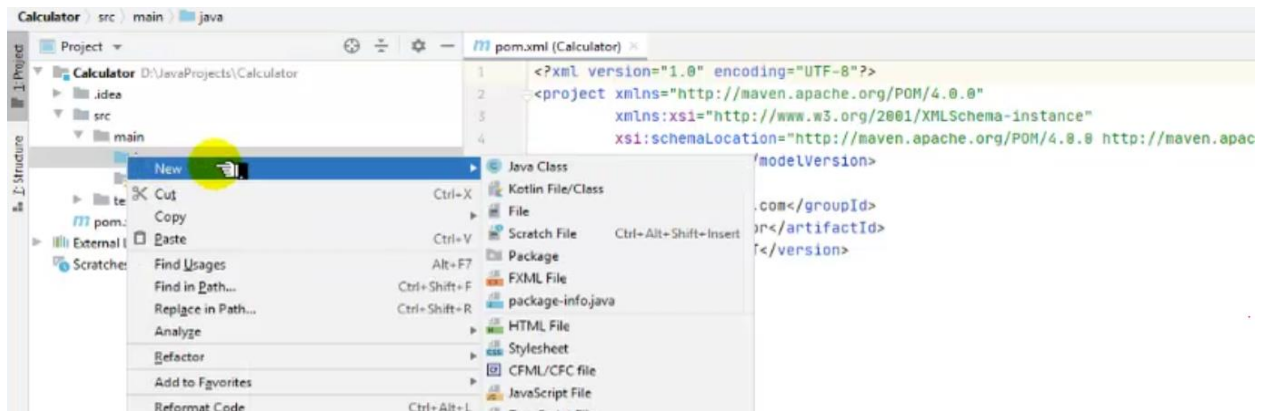 Calculator src main java
1: Project
Project
pom.xml (Calculator)
Calculator D:\JavaProjects\Calculator
.idea
src
main
te
pom.
External L
Scratches
Z: Structure
1 <?xml version="1.0" encoding="UTF-8"?>
2 <project xmlns="http://maven.apache.org/POM/4.0.0"
3 xmlns:xsi="http://www.w3.org/2001/XMLSchema-instance"
4 xsi:schemaLocation="http://maven.apache.org/POM/4.0.0 http://maven.apac
/modelVersion>
.com</groupId>
or</artifactId>
</version>
New
Cut Ctrl+X
Copy
Paste Ctrl+V
Find Usages Alt+F7
Find in Path... Ctrl+Shift+F
Replace in Path... Ctrl+Shift+R
Analyze
Refactor
Add to Favorites
Reformat Code Ctrl+Alt+L
Java Class
Kotlin File/Class
File
Scratch File Ctrl+Alt+Shift+Insert
Package
FXML File
package-info.java
HTML File
Stylesheet
CFML/CFC file
JavaScript File